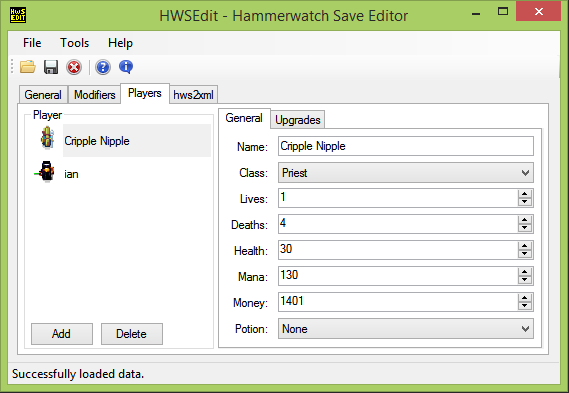 HWS EDIT
HWSEdit - Hammerwatch Save Editor
File Tools Help
General Modifiers Players hws2xml
Player
Cripple Nipple
ian
Add Delete
General Upgrades
Name: Cripple Nipple
Class: Priest
Lives: 1
Deaths: 4
Health: 30
Mana: 130
Money: 1401
Potion: None
Successfully loaded data.